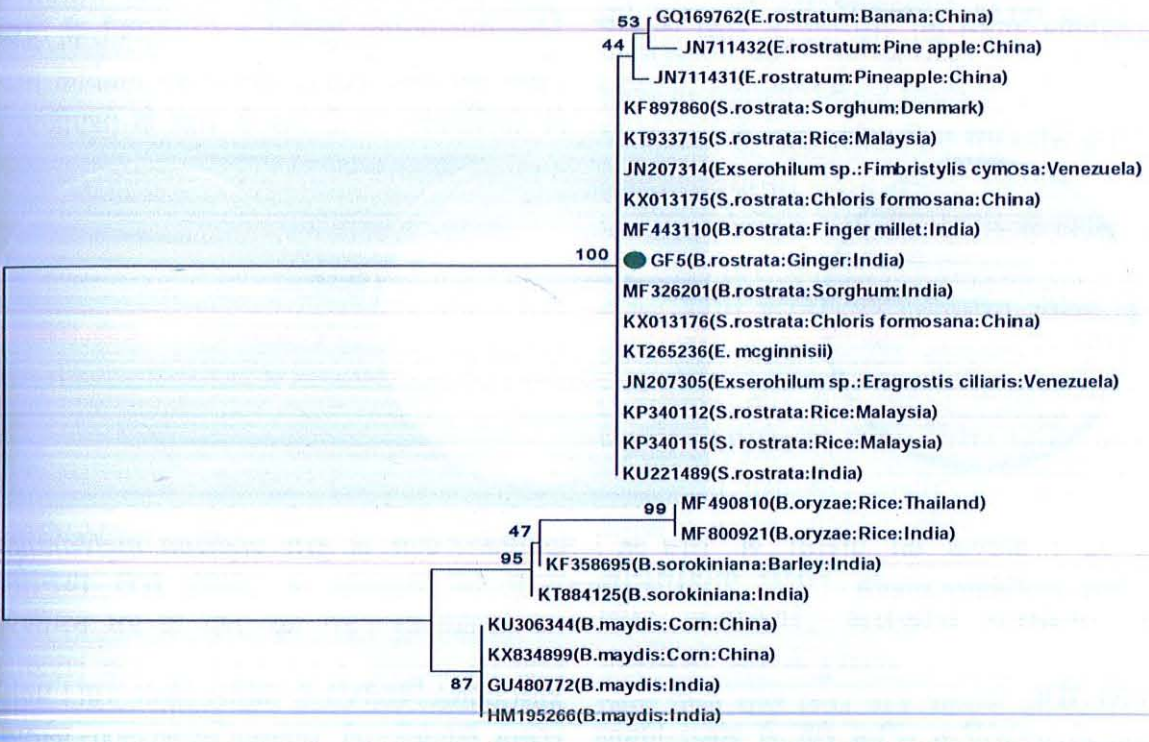 53 GQ169762(E.rostratum:Banana:China)
44 JN711432(E.rostratum:Pine apple:China)
JN711431(E.rostratum:Pineapple:China)
KF897860(S.rostrata:Sorghum:Denmark)
KT933715(S.rostrata:Rice:Malaysia)
JN207314(Exserohilum sp.:Fimbristylis cymosa:Venezuela)
KX013175(S.rostrata:Chloris formosana:China)
MF443110(B.rostrata:Finger millet:India)
100 GF5(B.rostrata:Ginger:India)
MF326201(B.rostrata:Sorghum:India)
KX013176(S.rostrata:Chloris formosana:China)
KT265236(E. mcginnisii)
JN207305(Exserohilum sp.:Eragrostis ciliaris:Venezuela)
KP340112(S.rostrata:Rice:Malaysia)
KP340115(S. rostrata:Rice:Malaysia)
KU221489(S.rostrata:India)
99 MF490810(B.oryzae:Rice:Thailand)
47 MF800921(B.oryzae:Rice:India)
95 KF358695(B.sorokiniana:Barley:India)
KT884125(B.sorokiniana:India)
KU306344(B.maydis:Corn:China)
KX834899(B.maydis:Corn:China)
87 GU480772(B.maydis:India)
HM195266(B.maydis:India)